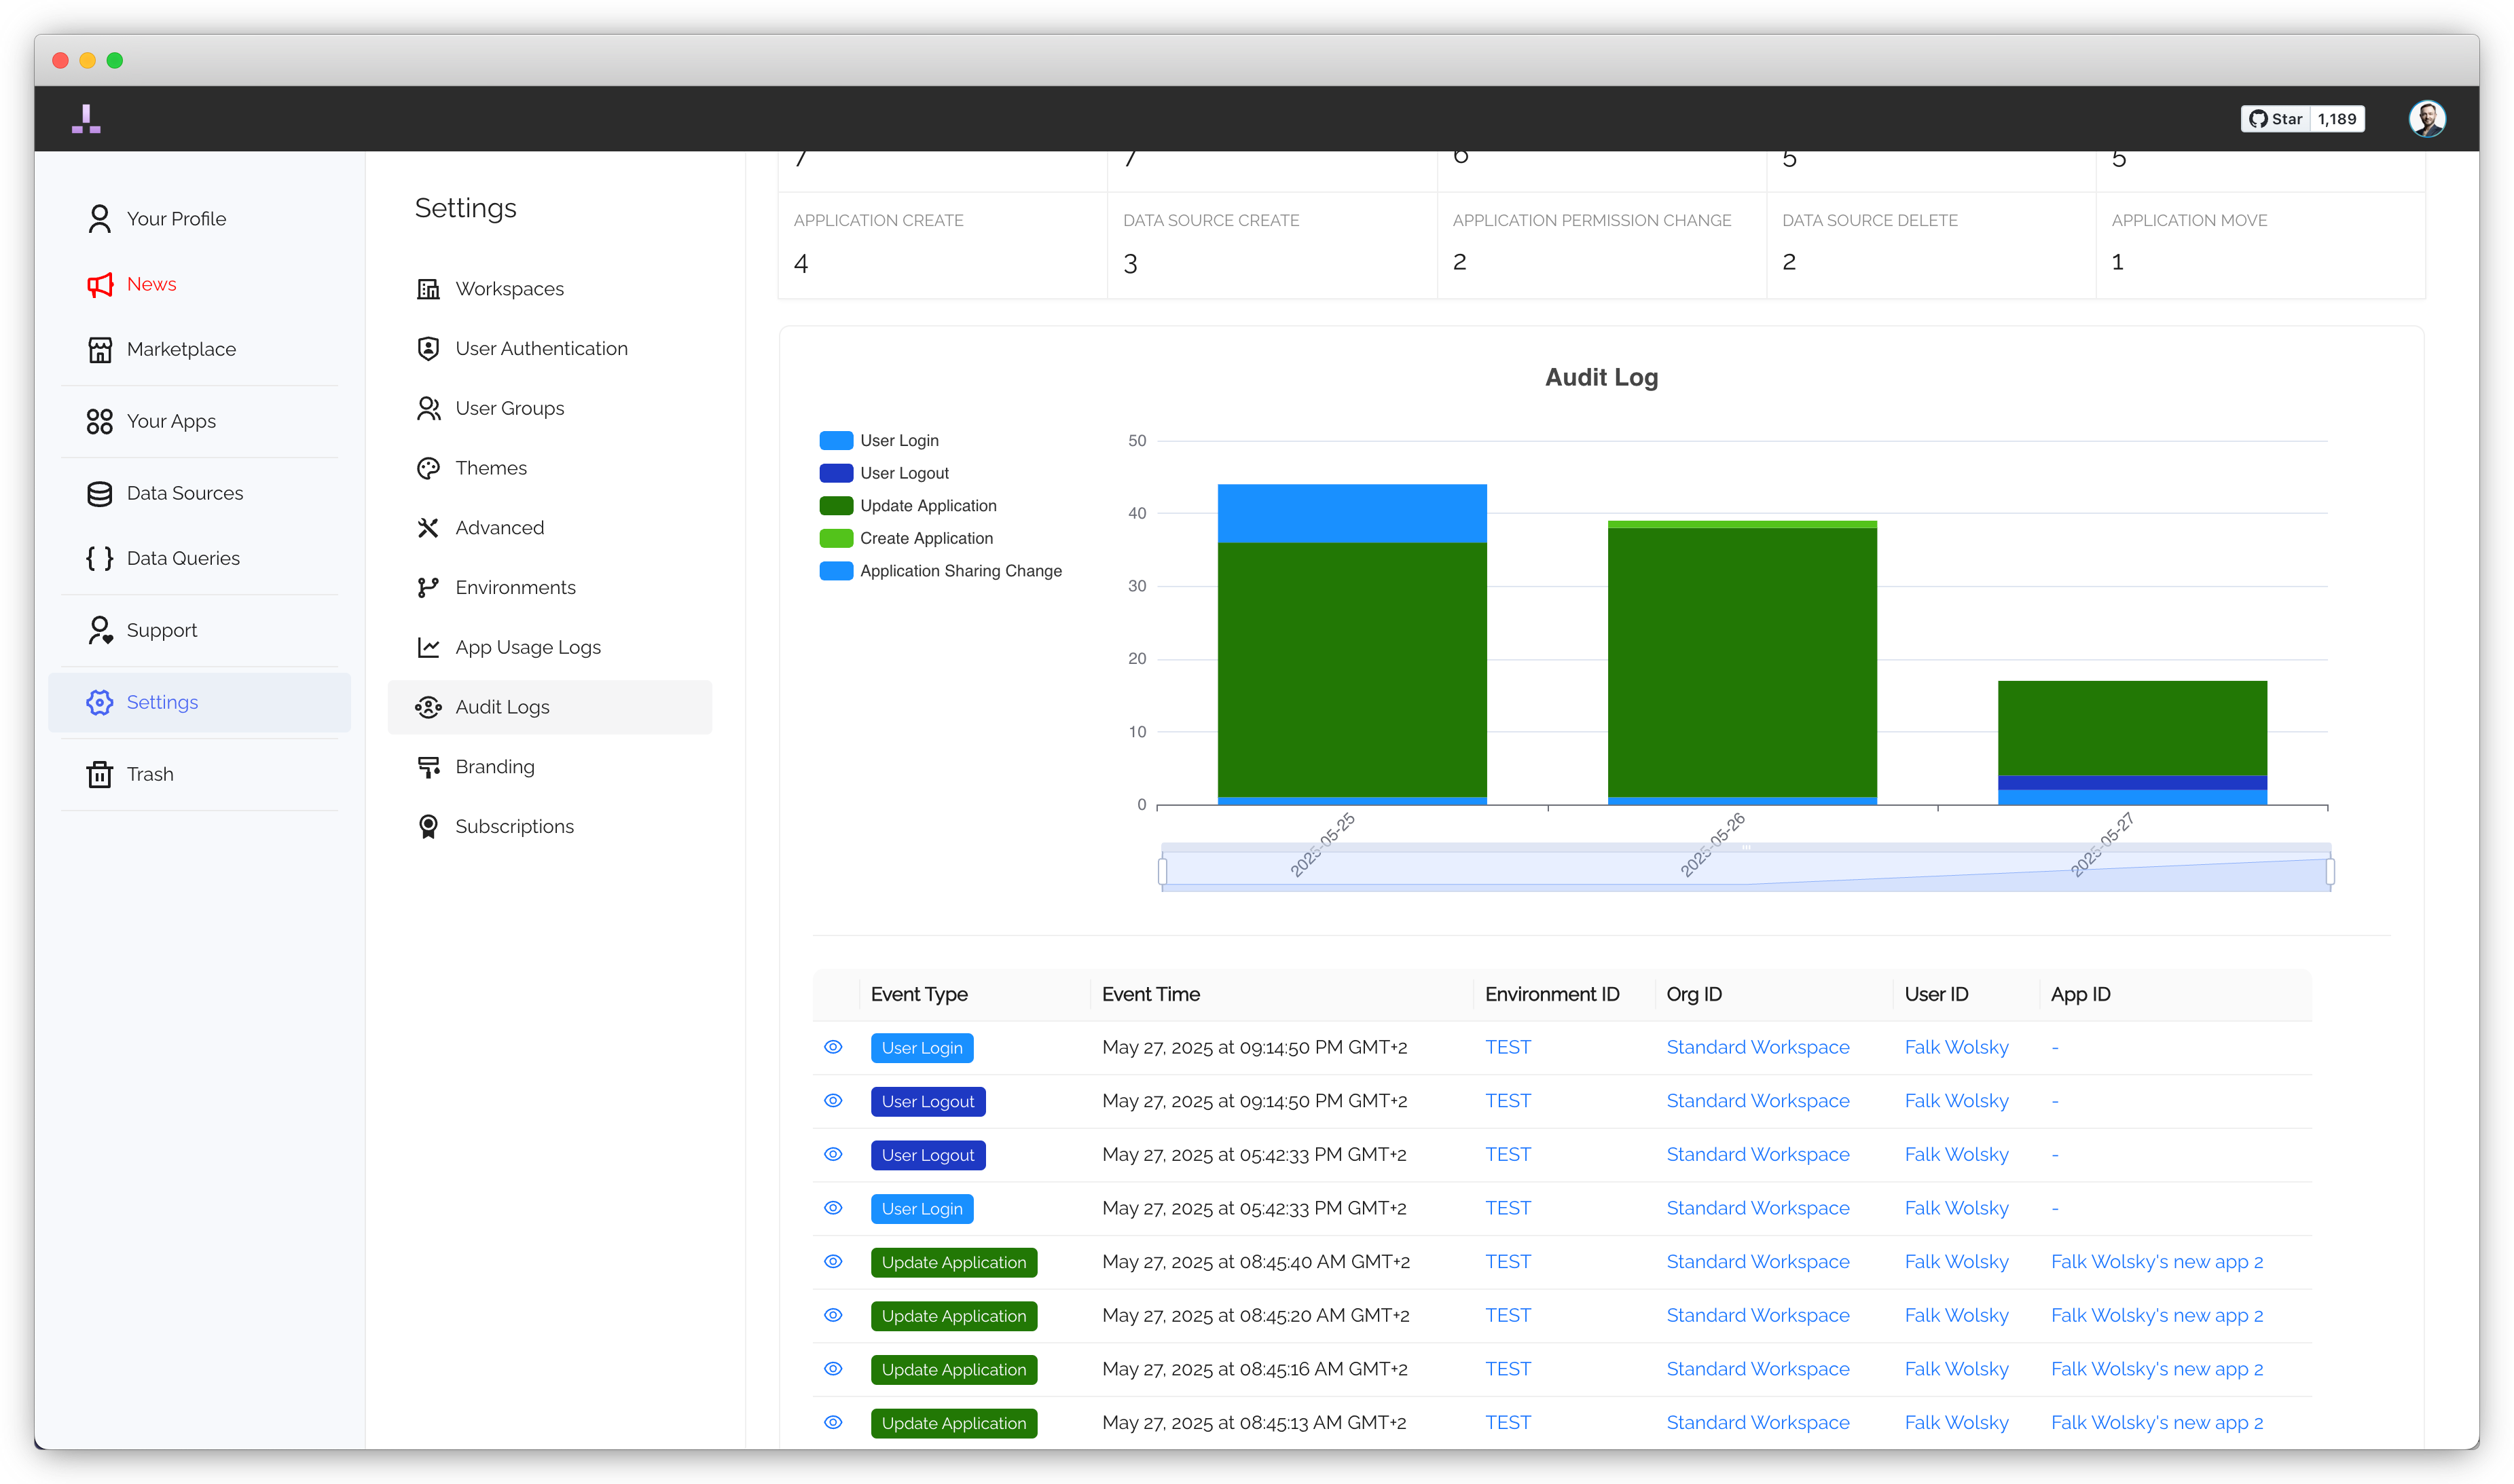 Star 1,189
Your Profile
News
Marketplace
Your Apps
Data Sources
Data Queries
Support
Settings
Trash
Settings
Workspaces
User Authentication
User Groups
Themes
Advanced
Environments
App Usage Logs
Audit Logs
Branding
Subscriptions
APPLICATION CREATE DATA SOURCE CREATE APPLICATION PERMISSION CHANGE DATA SOURCE DELETE APPLICATION MOVE
4 3 2 2 1
Audit Log
User Login
User Logout
Update Application
Create Application
Application Sharing Change
50
40
30
20
10
0
2025-05-25 2025-05-26 2025-05-27
Event Type Event Time Environment ID Org ID User ID App ID
User Login May 27, 2025 at 09:14:50 PM GMT+2 TEST Standard Workspace Falk Wolsky -
User Logout May 27, 2025 at 09:14:50 PM GMT+2 TEST Standard Workspace Falk Wolsky -
User Logout May 27, 2025 at 05:42:33 PM GMT+2 TEST Standard Workspace Falk Wolsky -
User Login May 27, 2025 at 05:42:33 PM GMT+2 TEST Standard Workspace Falk Wolsky -
Update Application May 27, 2025 at 08:45:40 AM GMT+2 TEST Standard Workspace Falk Wolsky Falk Wolsky's new app 2
Update Application May 27, 2025 at 08:45:20 AM GMT+2 TEST Standard Workspace Falk Wolsky Falk Wolsky's new app 2
Update Application May 27, 2025 at 08:45:16 AM GMT+2 TEST Standard Workspace Falk Wolsky Falk Wolsky's new app 2
Update Application May 27, 2025 at 08:45:13 AM GMT+2 TEST Standard Workspace Falk Wolsky Falk Wolsky's new app 2